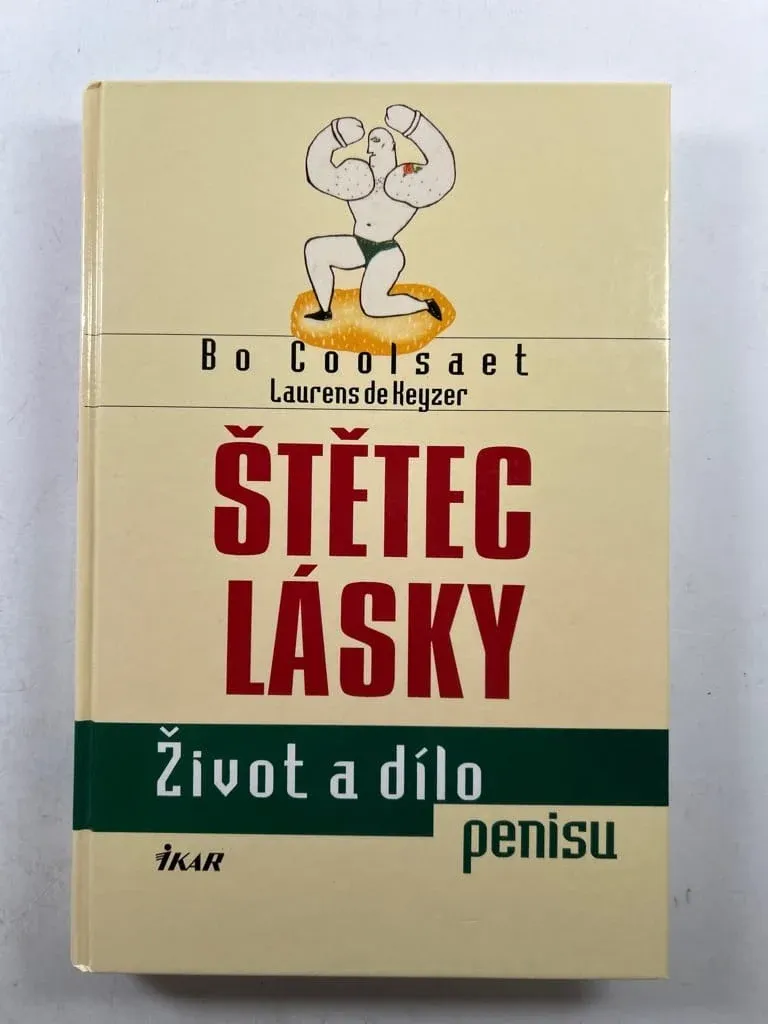 Bo Coolsaet
Laurens de Keyzer
ŠTĚTEC
LÁSKY
Život a dílo
penisu
IKAR